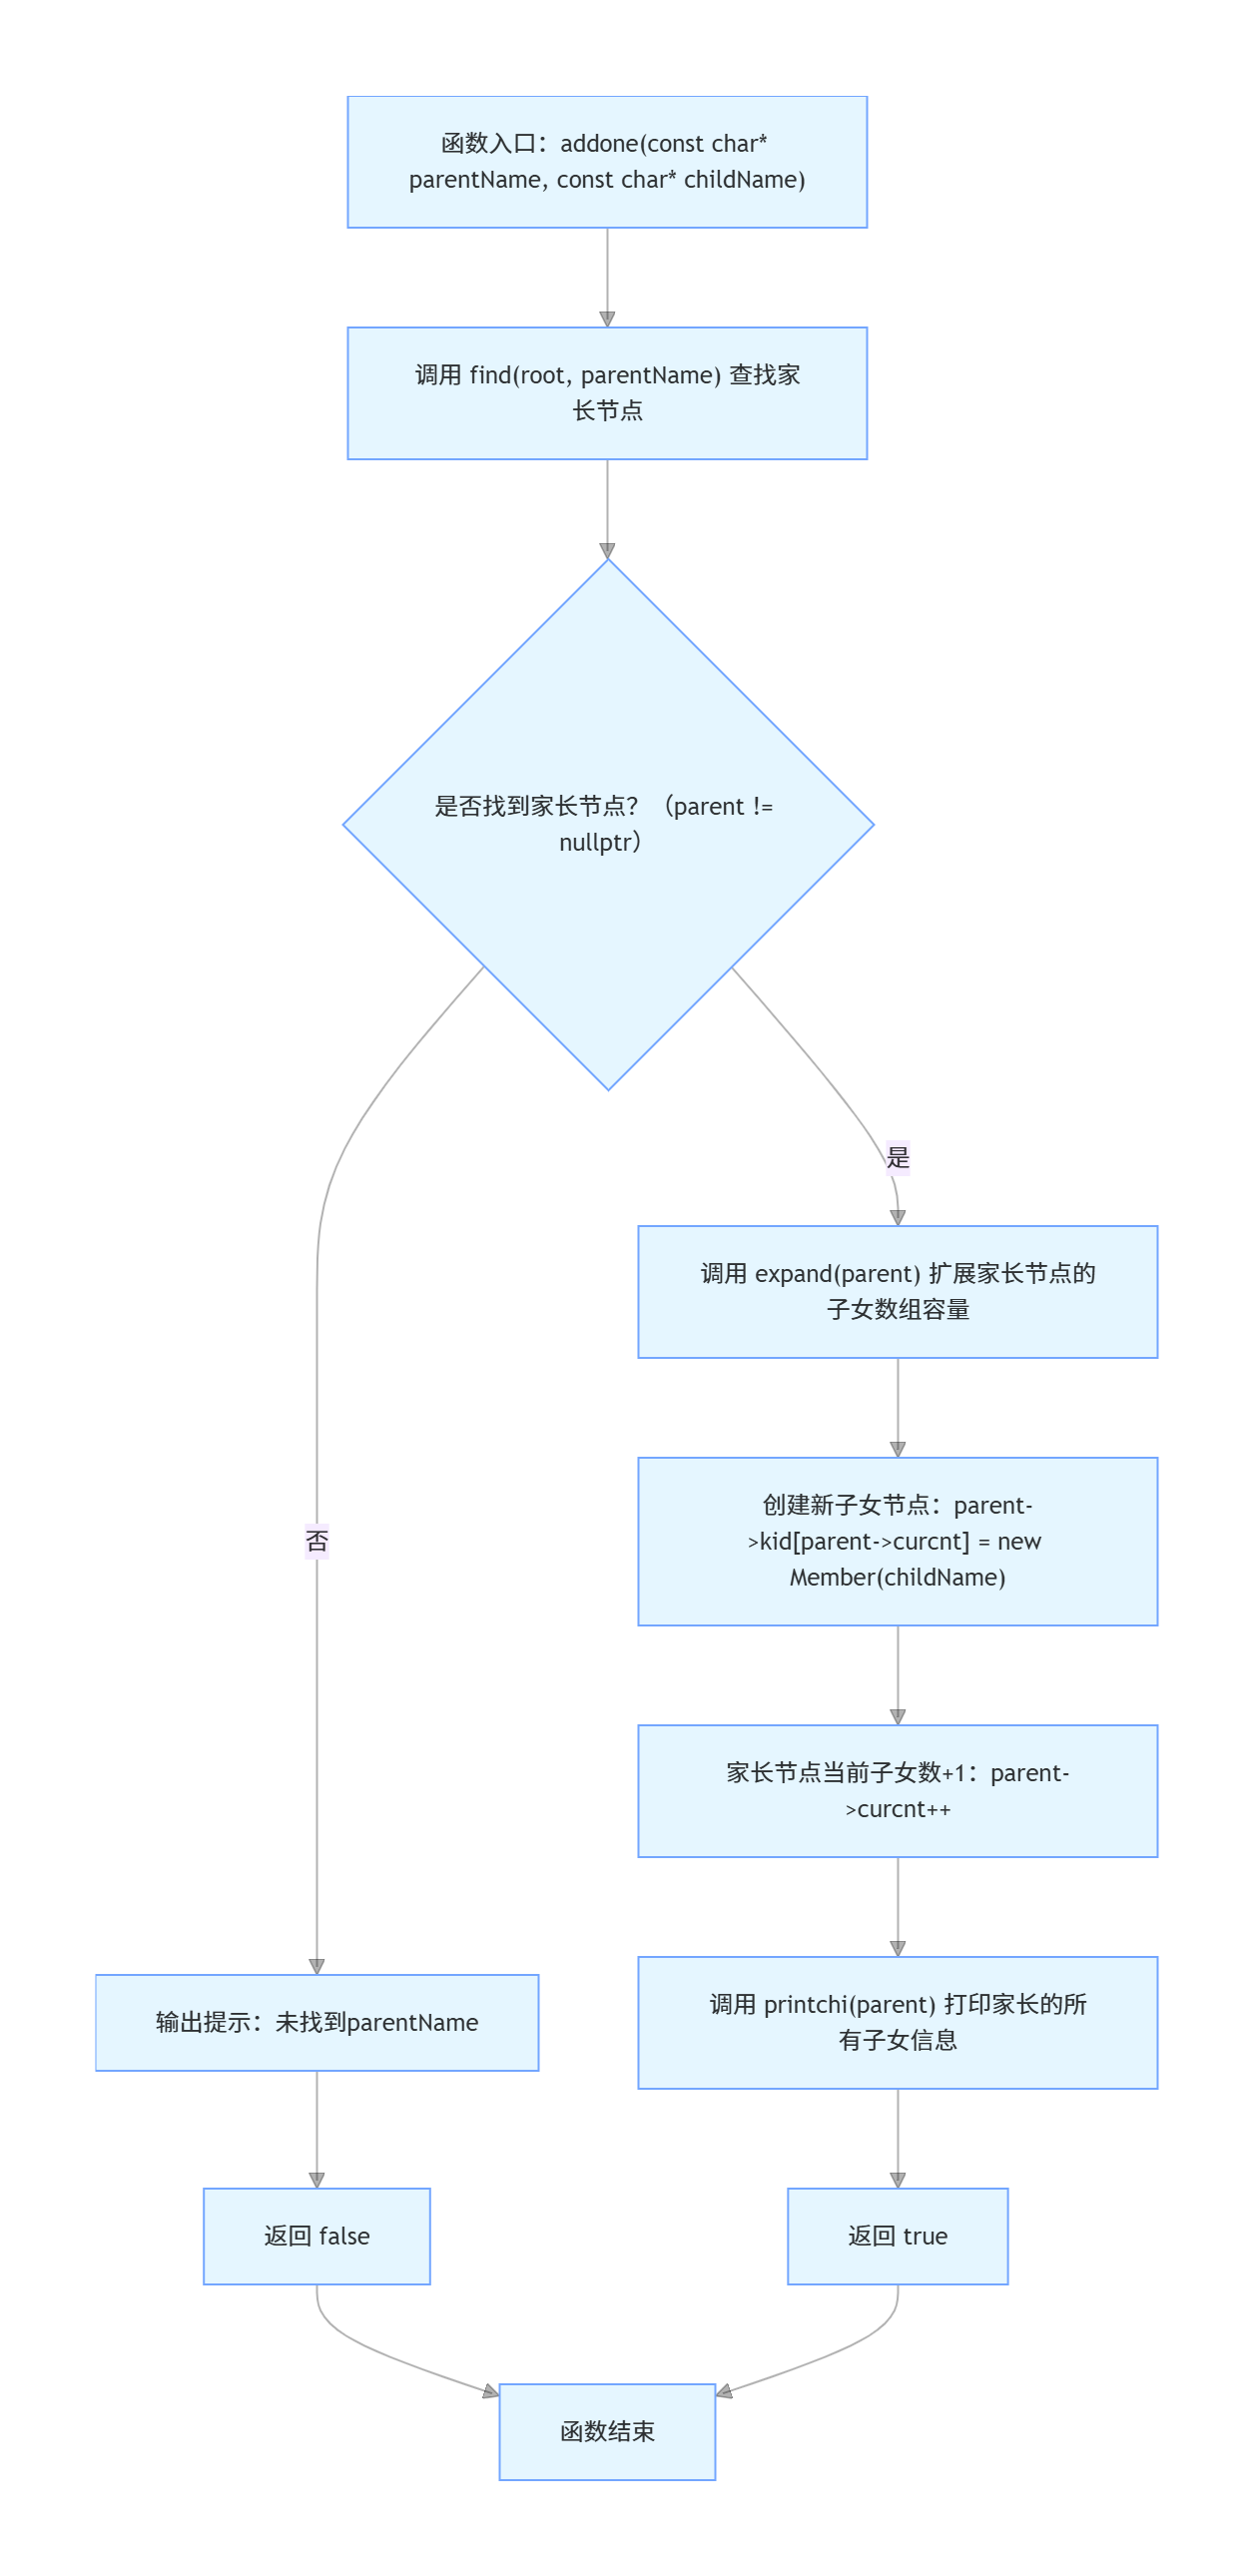 函数入口：addone(const char*
parentName, const char* childName)
调用 find(root, parentName) 查找家
长节点
是否找到家长节点？（parent !=
nullptr）
是
调用 expand(parent) 扩展家长节点的
子女数组容量
创建新子女节点：parent-
>kid[parent->curcnt] = new
Member(childName)
否
家长节点当前子女数+1：parent-
>curcnt++
调用 printchi(parent) 打印家长的所
有子女信息
输出提示：未找到parentName
返回 false
返回 true
函数结束